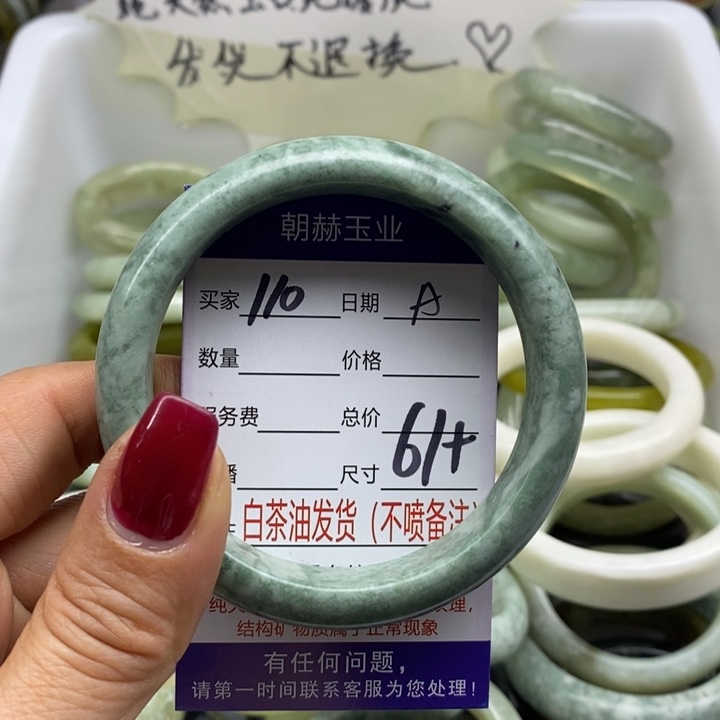 发货不退换
朝赫玉业
买家 110 日期 A
数量 价格
服务费 总价
尺寸 61+
白茶油发货（不喷备注）
结构矿物质属于正常现象
有任何问题，
请第一时间联系客服为您处理！